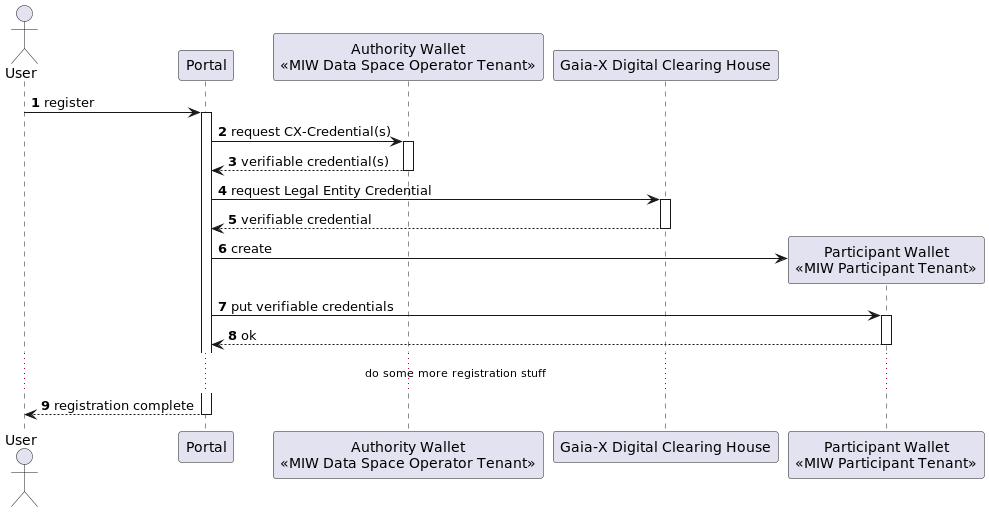 User
Portal
Authority Wallet
«MIW Data Space Operator Tenant»
Gaia-X Digital Clearing House
1 register
2 request CX-Credential(s)
3 verifiable credential(s)
4 request Legal Entity Credential
5 verifiable credential
6 create
Participant Wallet
«MIW Participant Tenant»
7 put verifiable credentials
8 ok
do some more registration stuff
9 registration complete
User
Portal
Authority Wallet
«MIW Data Space Operator Tenant»
Gaia-X Digital Clearing House
Participant Wallet
«MIW Participant Tenant»